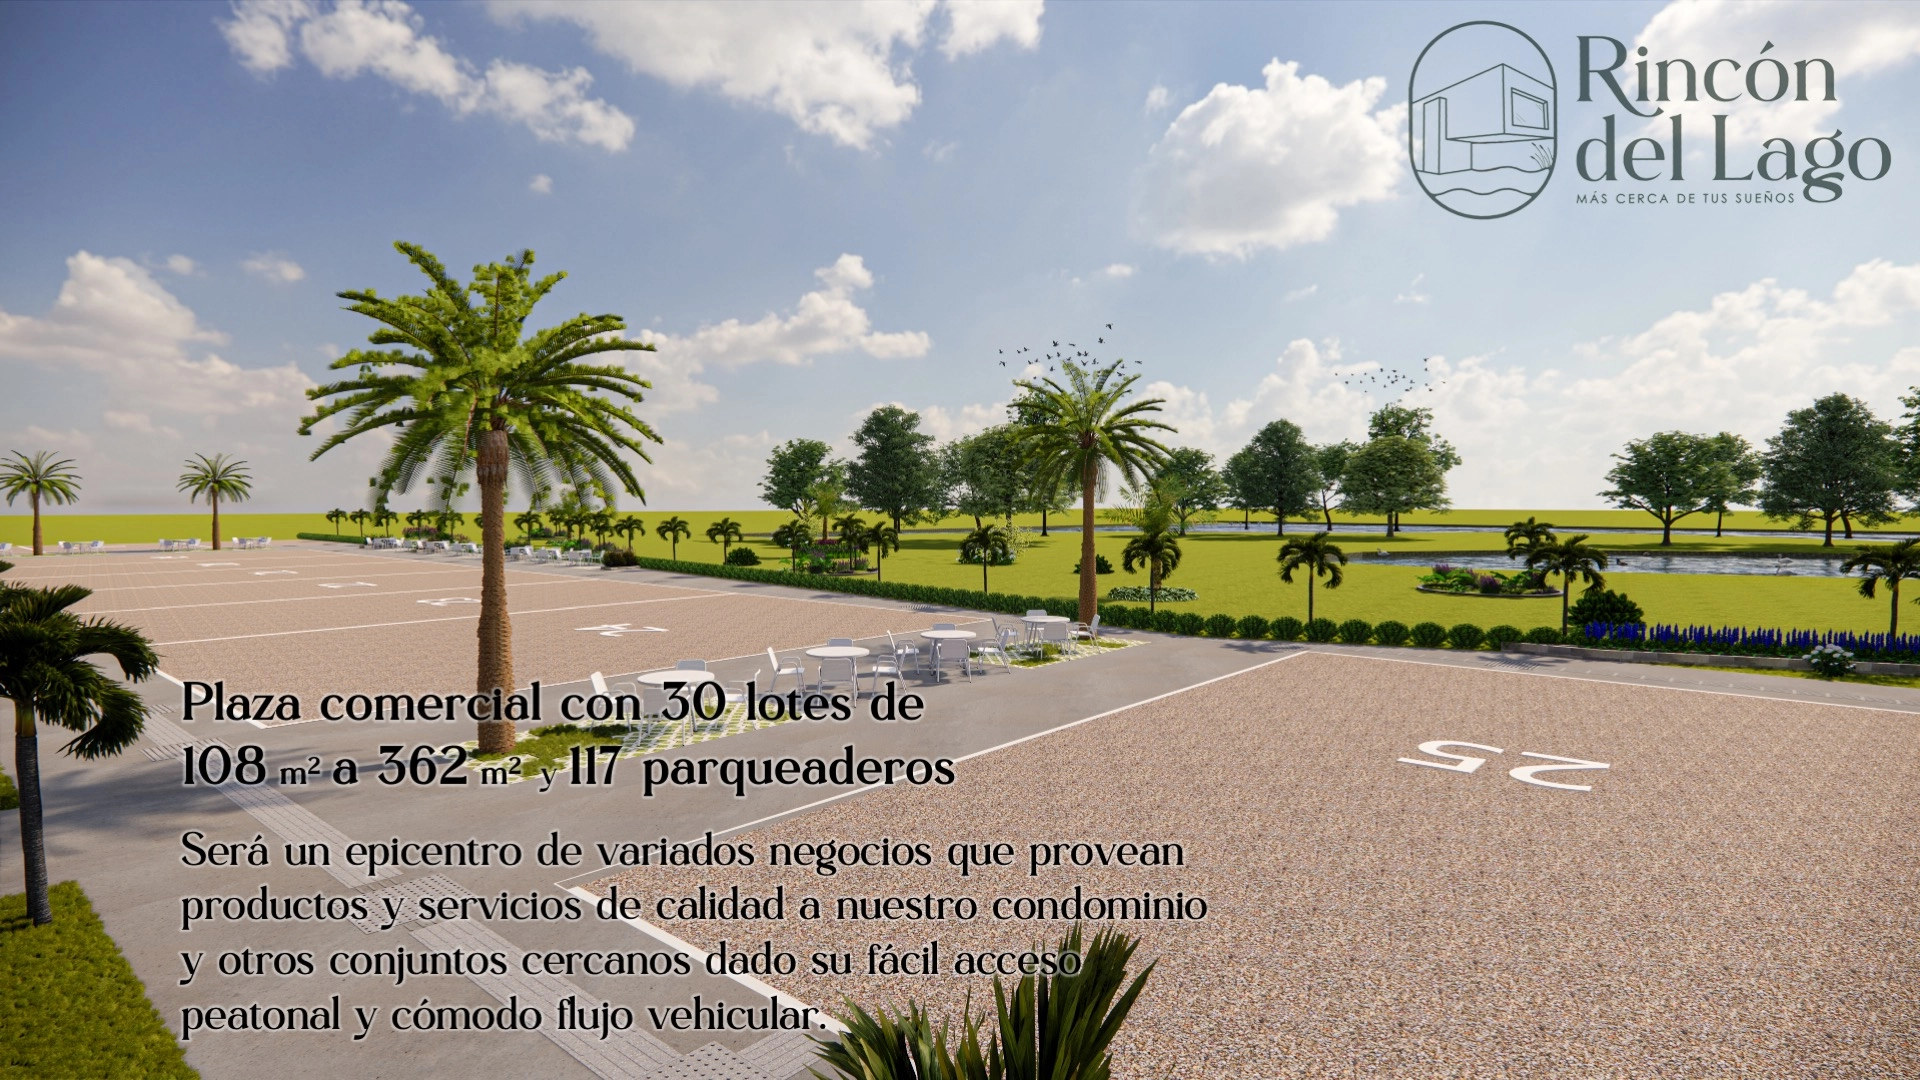 Rincón
del Lago
MÁS CERCA DE TUS SUEÑOS
24
25
Plaza comercial con 30 lotes de
108 m² a 362 m² y 117 parqueaderos
Será un epicentro de variados negocios que provean
productos y servicios de calidad a nuestro condominio
y otros conjuntos cercanos dado su fácil acceso
peatonal y cómodo flujo vehicular.